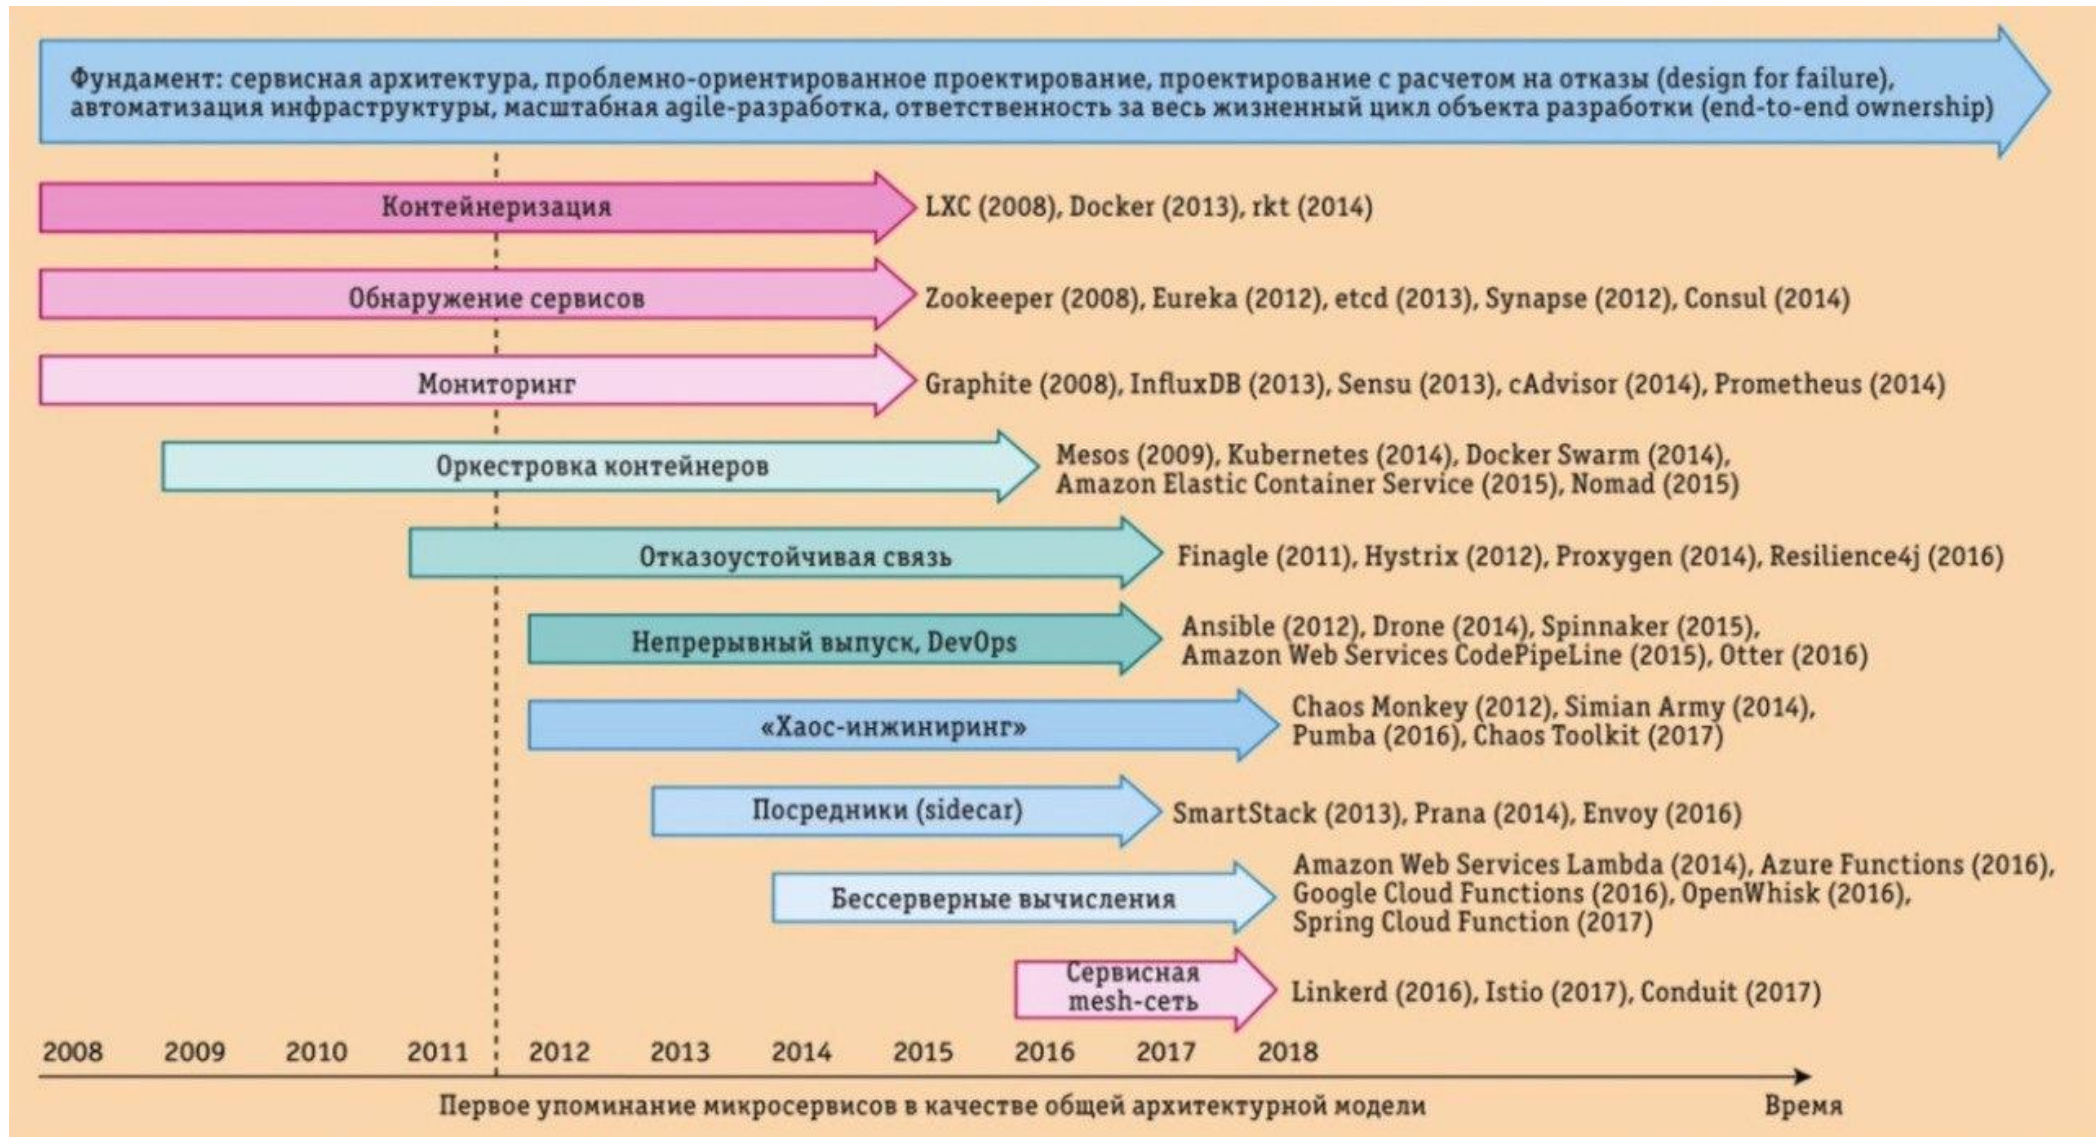 Фундамент: сервисная архитектура, проблемно-ориентированное проектирование, проектирование с расчетом на отказы (design for failure),
автоматизация инфраструктуры, масштабная agile-разработка, ответственность за весь жизненный цикл объекта разработки (end-to-end ownership)
Контейнеризация
LXC (2008), Docker (2013), rkt (2014)
Обнаружение сервисов
Zookeeper (2008), Eureka (2012), etcd (2013), Synapse (2012), Consul (2014)
Мониторинг
Graphite (2008), InfluxDB (2013), Sensu (2013), cAdvisor (2014), Prometheus (2014)
Оркестровка контейнеров
Mesos (2009), Kubernetes (2014), Docker Swarm (2014),
Amazon Elastic Container Service (2015), Nomad (2015)
Отказоустойчивая связь
Finagle (2011), Hystrix (2012), Proxygen (2014), Resilience4j (2016)
Непрерывный выпуск, DevOps
Ansible (2012), Drone (2014), Spinnaker (2015),
Amazon Web Services CodePipeLine (2015), Otter (2016)
«Хаос-инжиниринг»
Chaos Monkey (2012), Simian Army (2014),
Pumba (2016), Chaos Toolkit (2017)
Посредники (sidecar)
SmartStack (2013), Prana (2014), Envoy (2016)
Бессерверные вычисления
Amazon Web Services Lambda (2014), Azure Functions (2016),
Google Cloud Functions (2016), OpenWhisk (2016),
Spring Cloud Function (2017)
Сервисная
mesh-сеть
Linkerd (2016), Istio (2017), Conduit (2017)
2008 2009 2010 2011 2012 2013 2014 2015 2016 2017 2018
Первое упоминание микросервисов в качестве общей архитектурной модели
Время